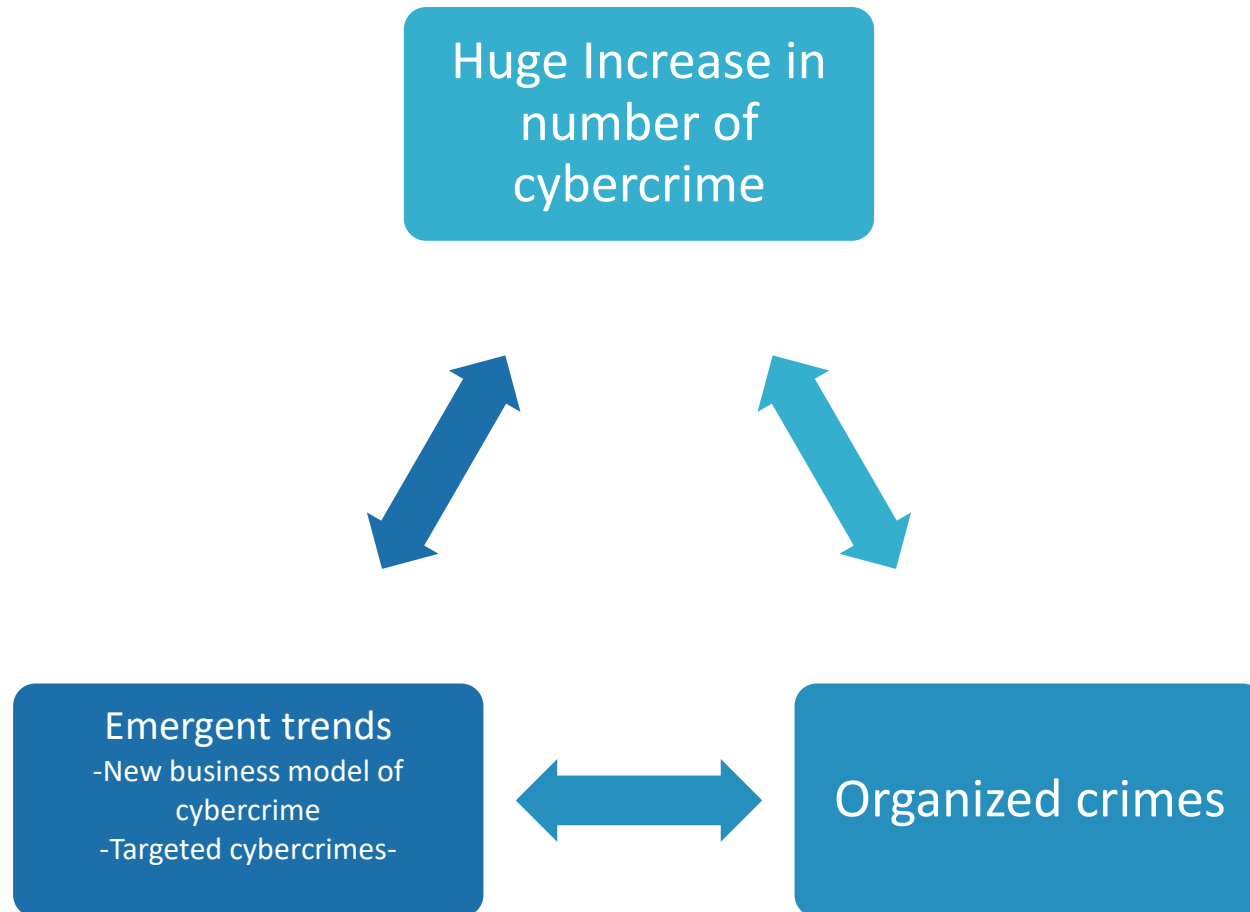 Huge Increase in
number of
cybercrime
Emergent trends
-New business model of
cybercrime
-Targeted cybercrimes-
Organized crimes